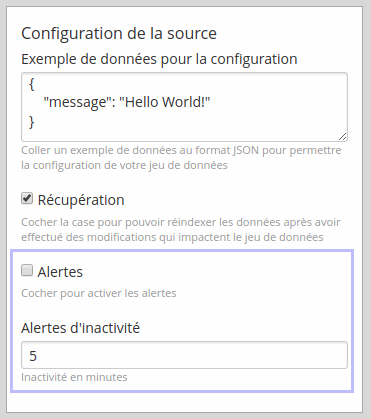 Configuration de la source
Exemple de données pour la configuration
{
    "message": "Hello World!"
}
Coller un exemple de données au format JSON pour permettre
la configuration de votre jeu de données
Récupération
Cocher la case pour pouvoir réindexer les données après avoir
effectué des modifications qui impactent le jeu de données
Alertes
Cocher pour activer les alertes
Alertes d'inactivité
5
Inactivité en minutes